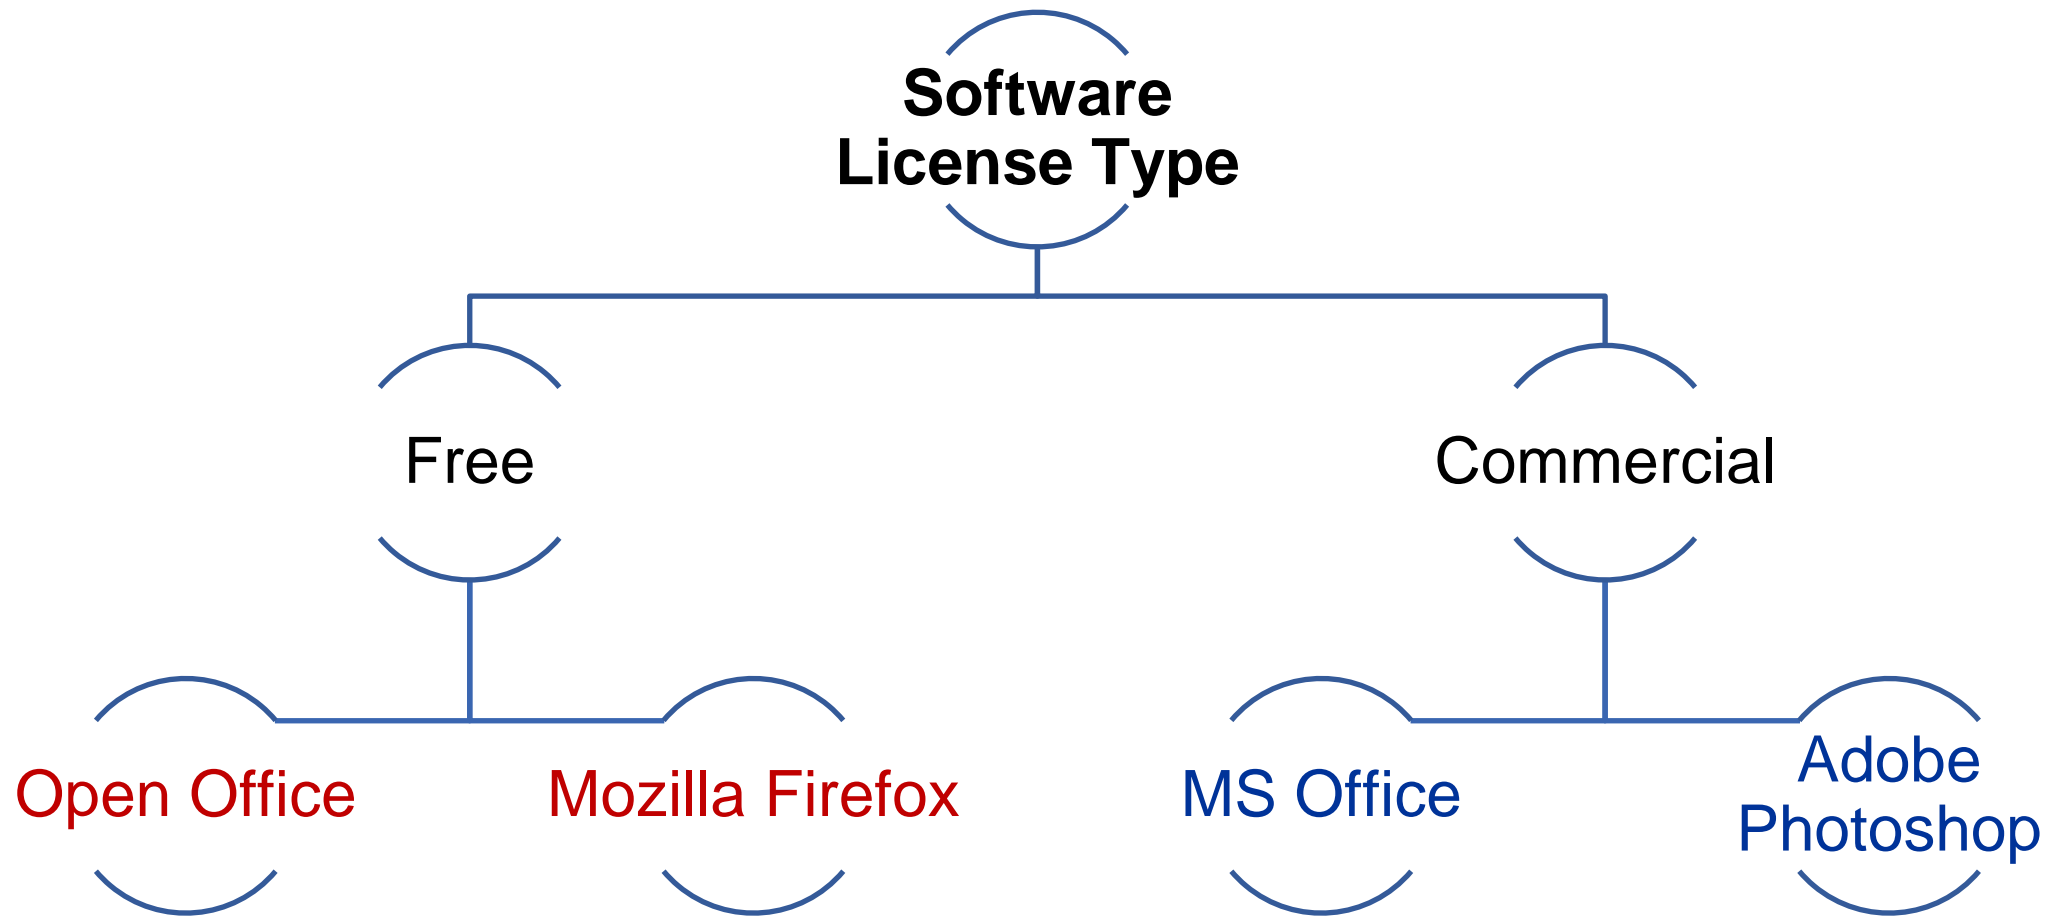 Software
License Type
Free
Commercial
Open Office
Mozilla Firefox
MS Office
Adobe
Photoshop